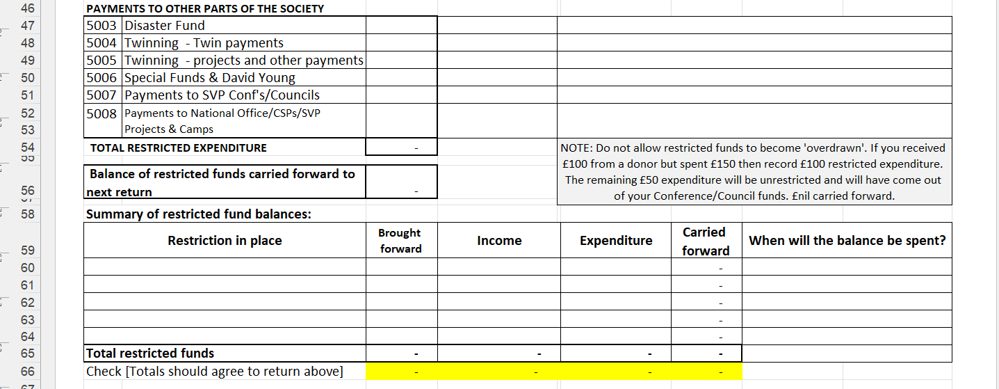 46 PAYMENTS TO OTHER PARTS OF THE SOCIETY
47 5003 Disaster Fund
48 5004 Twinning - Twin payments
49 5005 Twinning - projects and other payments
50 5006 Special Funds & David Young
51 5007 Payments to SVP Conf's/Councils
52 5008 Payments to National Office/CSPs/SVP
53 Projects & Camps
54 TOTAL RESTRICTED EXPENDITURE -
NOTE: Do not allow restricted funds to become 'overdrawn'. If you received
£100 from a donor but spent £150 then record £100 restricted expenditure.
The remaining £50 expenditure will be unrestricted and will have come out
of your Conference/Council funds. £nil carried forward.
55
Balance of restricted funds carried forward to
56 next return -
58 Summary of restricted fund balances:
59 Restriction in place Brought forward Income Expenditure Carried forward When will the balance be spent?
60 -
61 -
62 -
63 -
64 -
65 Total restricted funds - - - -
66 Check [Totals should agree to return above] - - - -